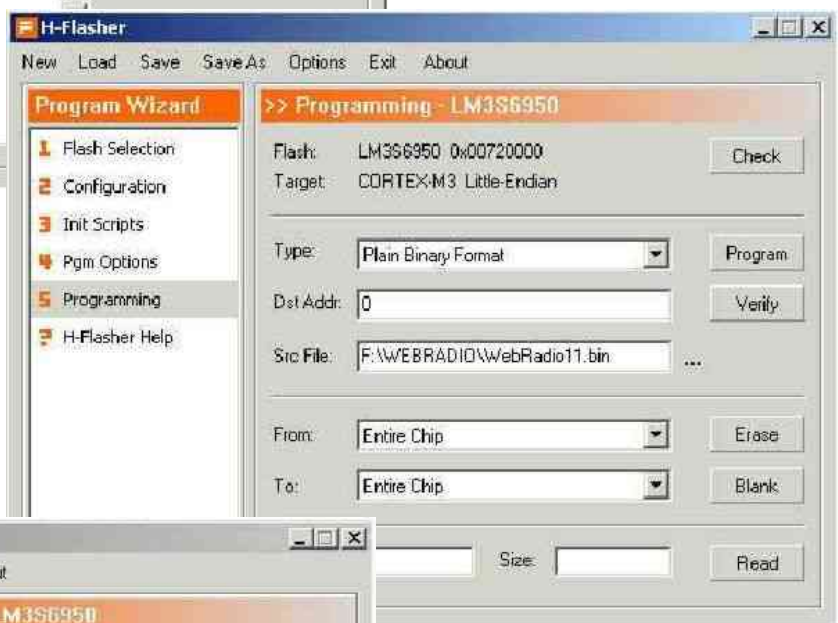 H-Flasher
New Load Save Save As Options Exit About
Program Wizard
1 Flash Selection
2 Configuration
3 Init Scripts
4 Pgm Options
5 Programming
? H-Flasher Help
>> Programming - LM3S6950
Flash: LM3S6950 0x00720000
Check
Target: CORTEX-M3 Little-Endian
Type: Plain Binary Format
Program
Dst Addr: 0
Verify
Src File: F:\WEBRADIO\WebRadio11.bin ...
From: Entire Chip
Erase
To: Entire Chip
Blank
Size:
Read
ut
M3S6950